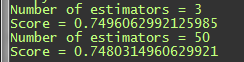 Number of estimators = 3
Score = 0.7496062992125985
Number of estimators = 50
Score = 0.7480314960629921